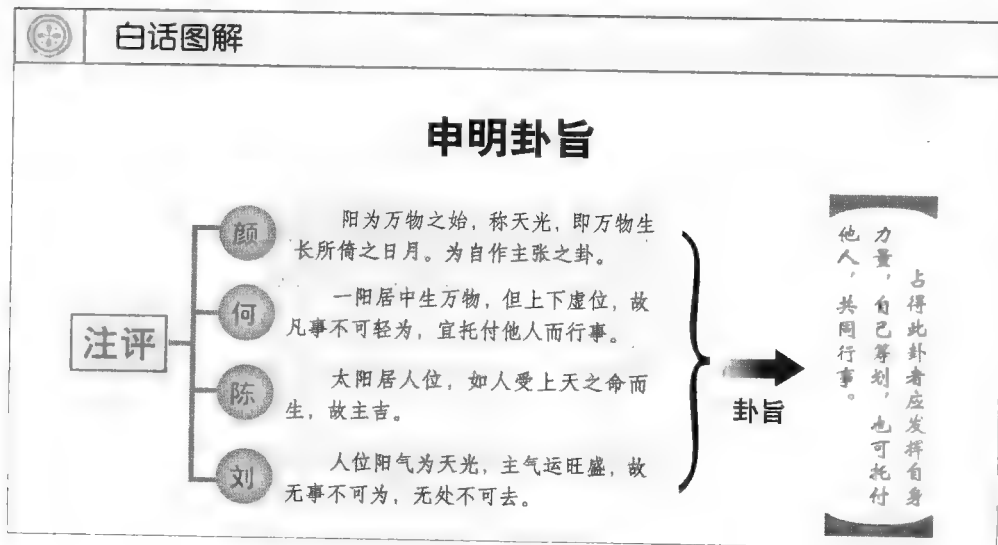 白话图解
申明卦旨
注评
颜
阳为万物之始，称天光，即万物生
长所倚之日月。为自作主张之卦。
何
一阳居中生万物，但上下虚位，故
凡事不可轻为，宜托付他人而行事。
陈
太阳居人位，如人受上天之命而
生，故主吉。
刘
人位阳气为天光，主气运旺盛，故
无事不可为，无处不可去。
卦旨
占得此卦者应发挥自身
力量，自己筹划，也可托付
他人，共同行事。